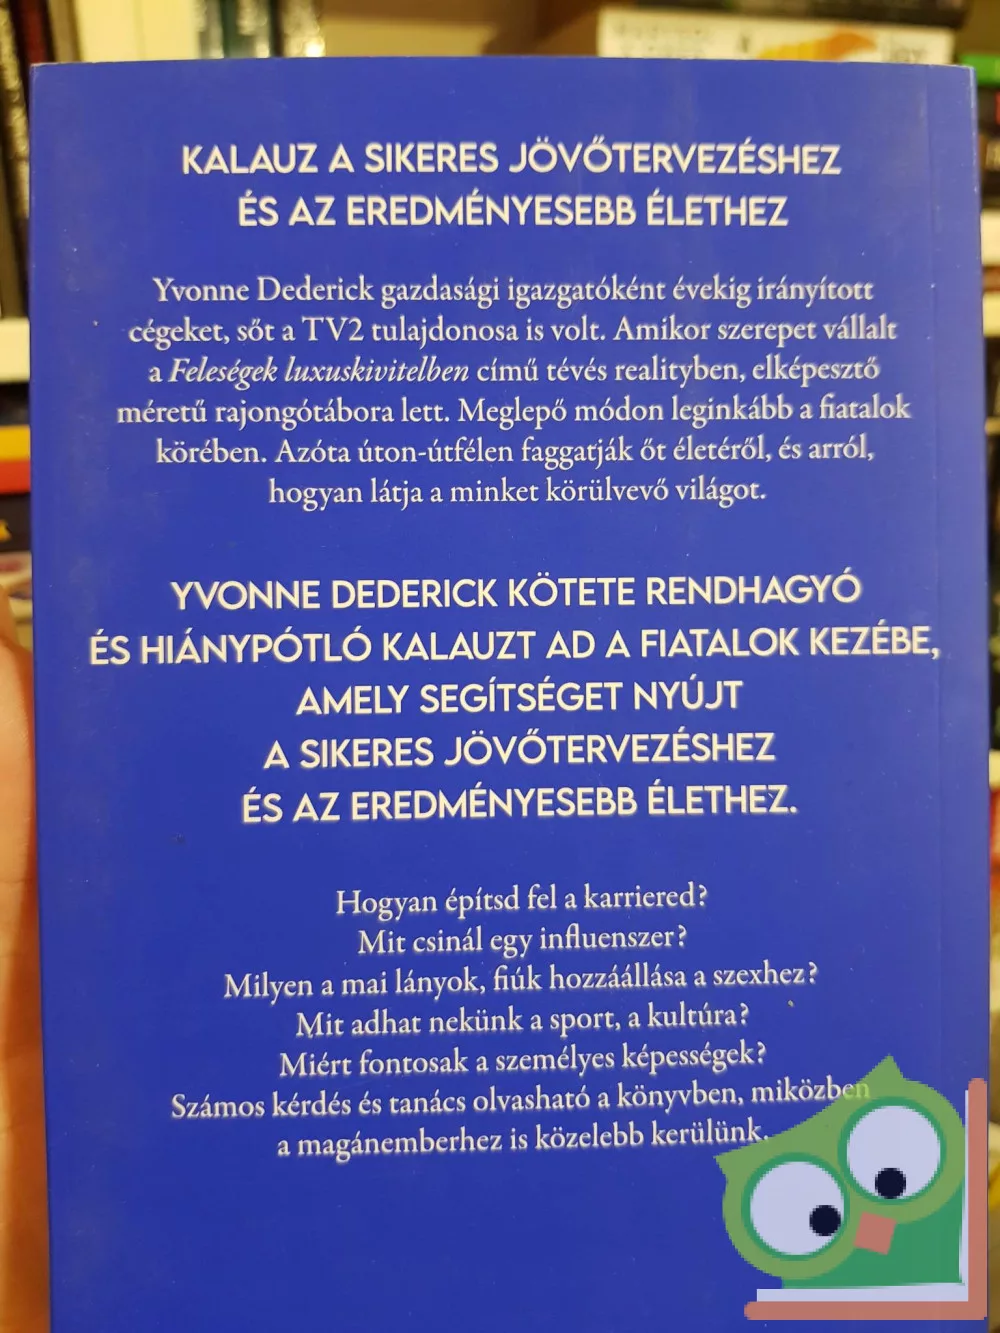 KALAUZ A SIKERES JÖVŐTERVEZÉSHEZ
ÉS AZ EREDMÉNYESEBB ÉLETHEZ
Yvonne Dederick gazdasági igazgatóként évekig irányított
cégeket, sőt a TV2 tulajdonosa is volt. Amikor szerepet vállalt
a Feleségek luxuskivitelben című tévés realityben, elképesztő
méretű rajongótábora lett. Meglepő módon leginkább a fiatalok
körében. Azóta úton-útfélen faggatják őt életéről, és arról,
hogyan látja a minket körülvevő világot.
YVONNE DEDERICK KÖTETE RENDHAGYÓ
ÉS HIÁNYPÓTLÓ KALAUZT AD A FIATALOK KEZÉBE,
AMELY SEGÍTSÉGET NYÚJT
A SIKERES JÖVŐTERVEZÉSHEZ
ÉS AZ EREDMÉNYESEBB ÉLETHEZ.
Hogyan építsd fel a karriered?
Mit csinál egy influenszer?
Milyen a mai lányok, fiúk hozzáállása a szexhez?
Mit adhat nekünk a sport, a kultúra?
Miért fontosak a személyes képességek?
Számos kérdés és tanács olvasható a könyvben, miközben
a magánemberhez is közelebb kerülünk.